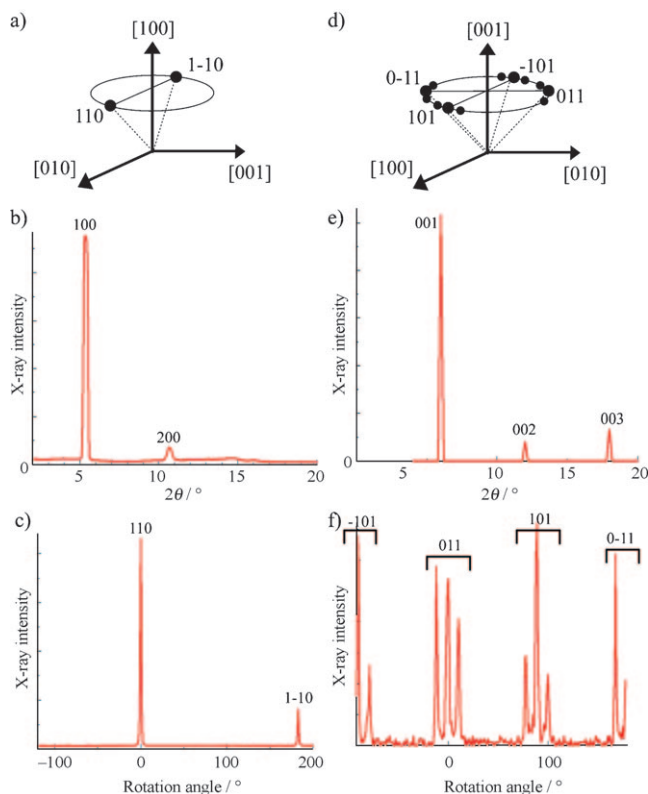 a)
[100]
1-10
110
[010]
[001]
d)
[001]
-101
0-11
011
101
[100]
[010]
b)
100
200
X-ray intensity
2
5
10
15
20
2θ / °
e)
001
002
003
X-ray intensity
0
5
10
15
20
2θ / °
c)
110
1-10
X-ray intensity
–100
0
100
200
Rotation angle / °
f)
-101
011
101
0-11
X-ray intensity
0
100
Rotation angle / °